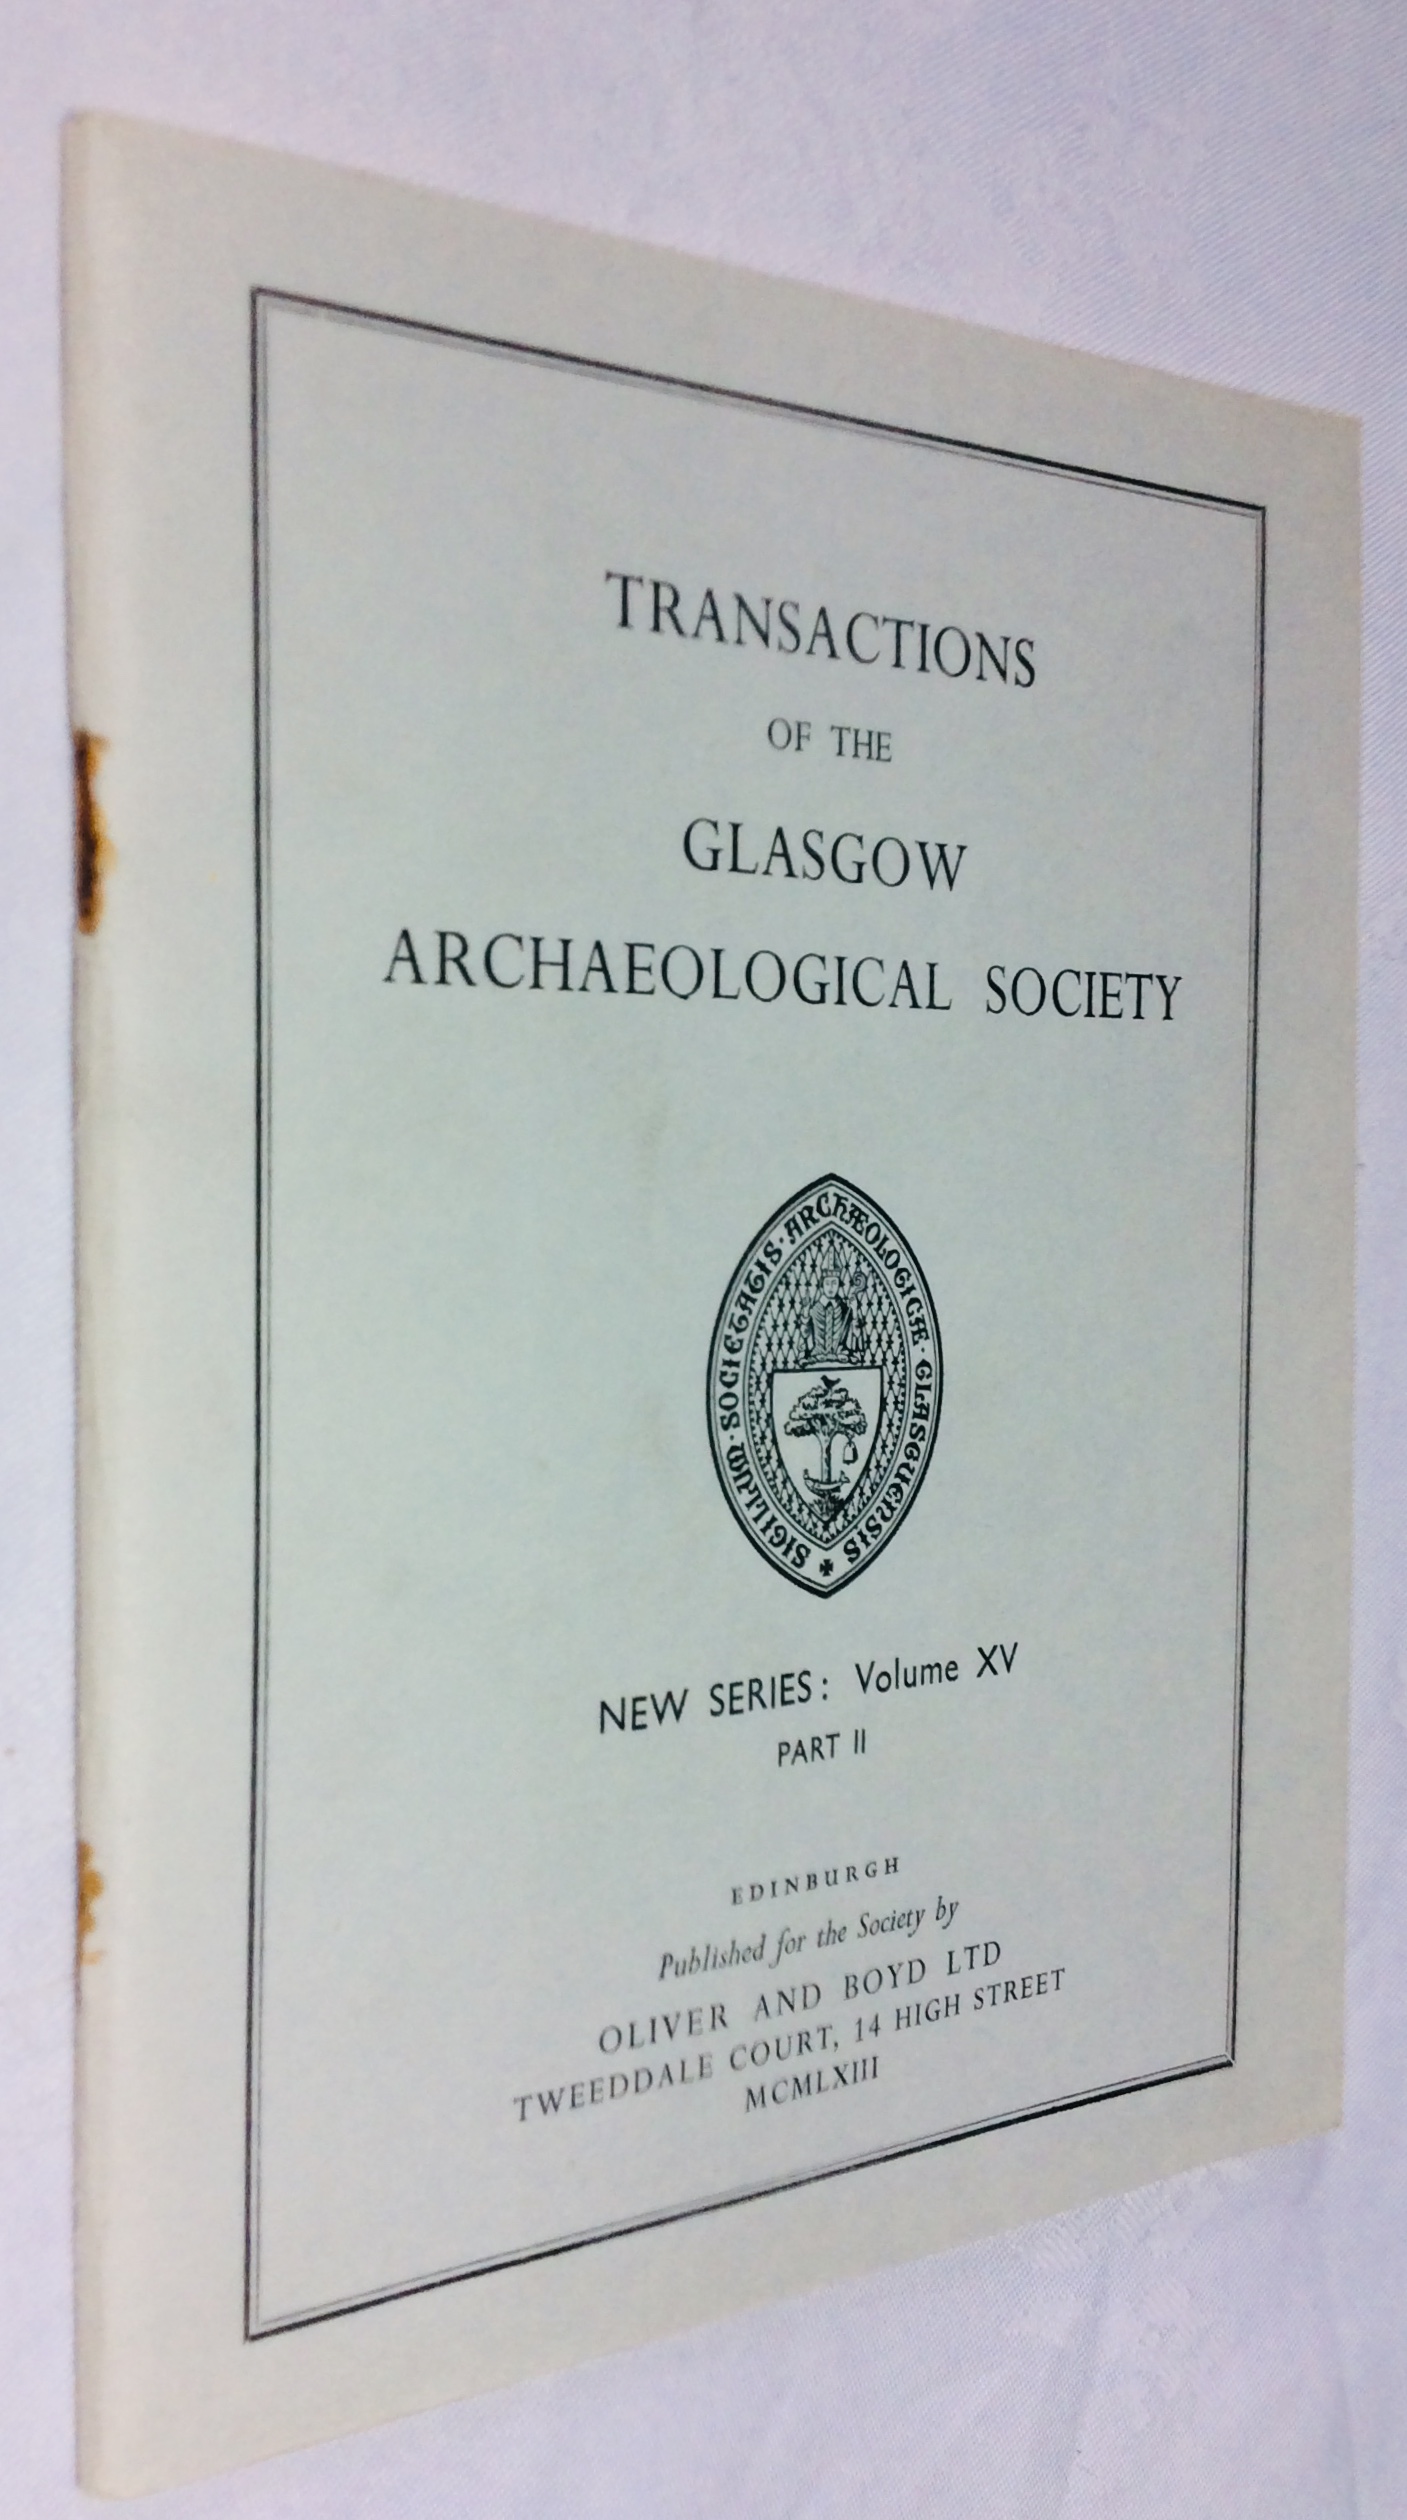 TRANSACTIONS
OF THE
GLASGOW
ARCHAEOLOGICAL SOCIETY
SIGILLUM · SOCIETATIS · ARCHÆOLOGICÆ · GLASGUENSIS
NEW SERIES: Volume XV
PART II
EDINBURGH
Published for the Society by
OLIVER AND BOYD LTD
TWEEDDALE COURT, 14 HIGH STREET
MCMLXIII